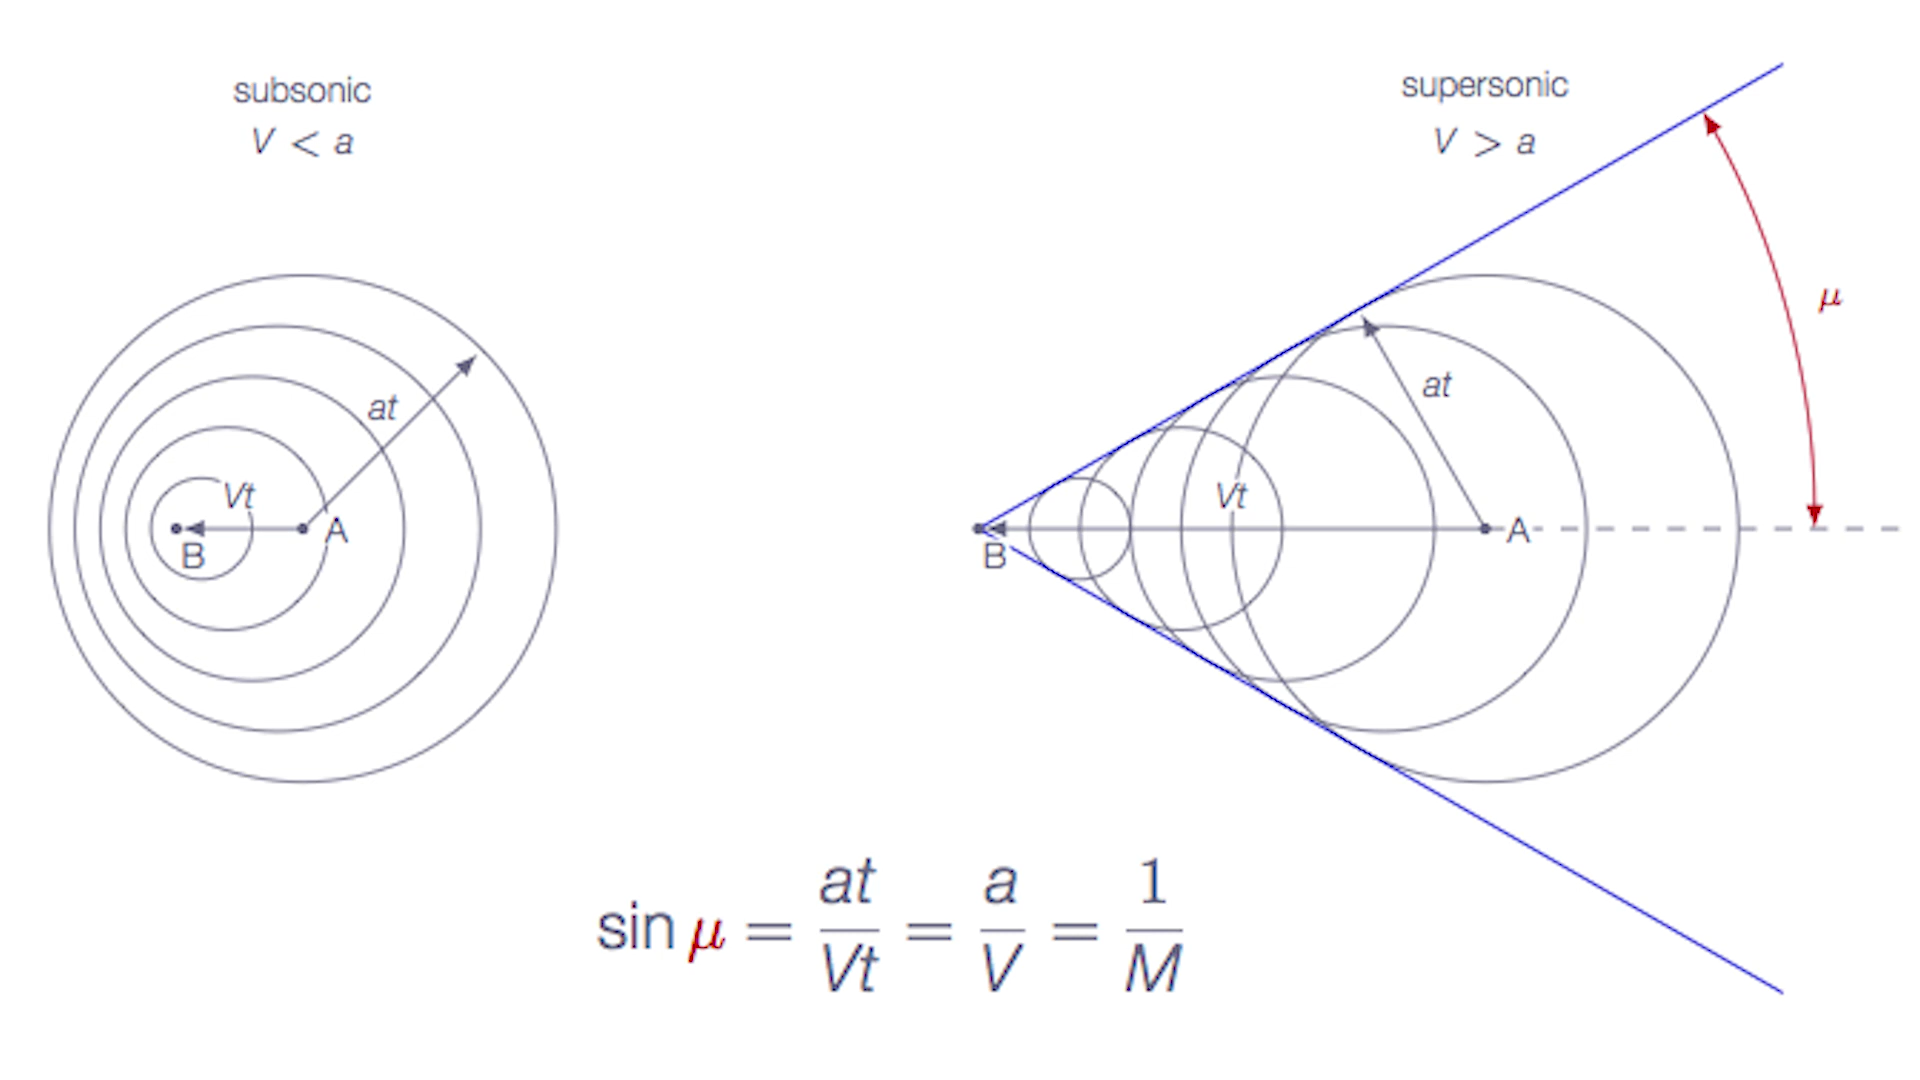 subsonic
V < a
supersonic
V > a
μ
at
at
Vt
Vt
A
B
A
B
sin μ = at/Vt = a/V = 1/M